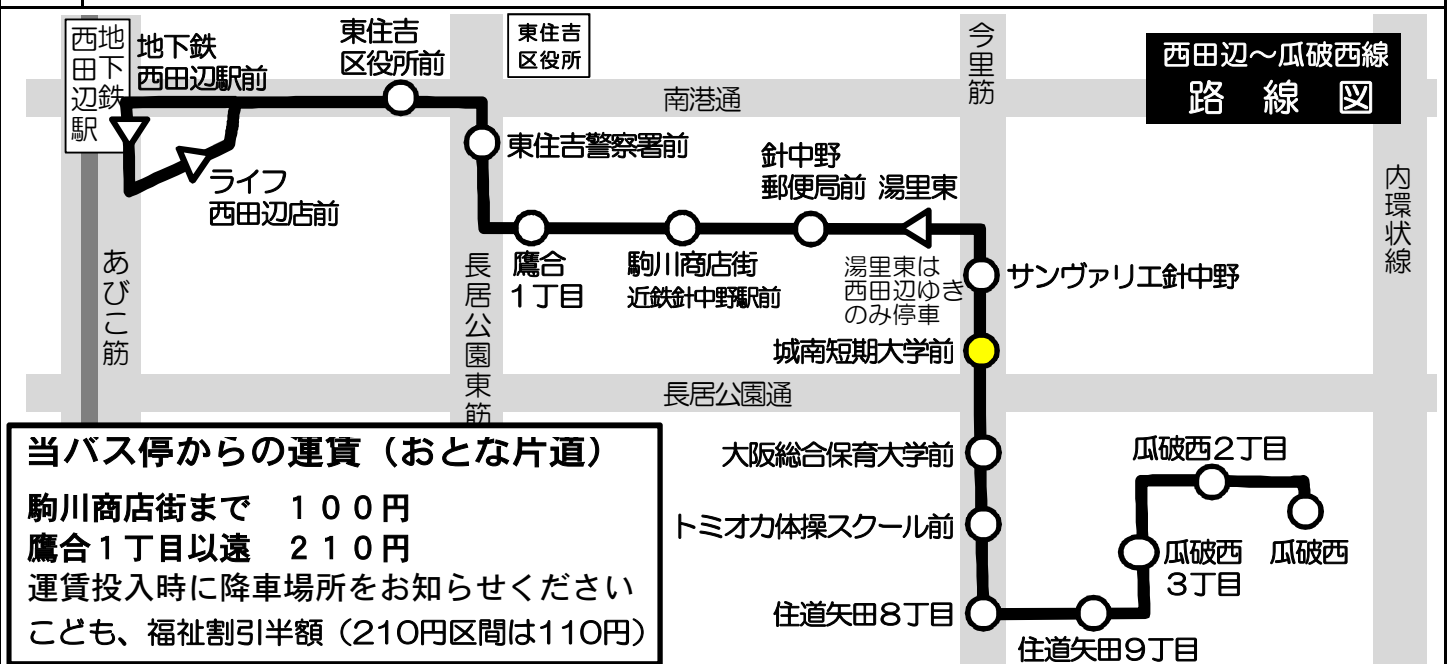 西田辺～瓜破西線
路線図
地下鉄
西田辺駅
地下鉄
西田辺駅前
東住吉
区役所前
東住吉
区役所
今里筋
南港通
東住吉警察署前
針中野
郵便局前
湯里東
内環状線
ライフ
西田辺店前
あびこ筋
長居公園東筋
鷹合
1丁目
駒川商店街
近鉄針中野駅前
湯里東は
西田辺ゆき
のみ停車
サンヴァリエ針中野
城南短期大学前
長居公園通
大阪総合保育大学前
トミオカ体操スクール前
住道矢田8丁目
住道矢田9丁目
瓜破西
3丁目
瓜破西2丁目
瓜破西
当バス停からの運賃（おとな片道）
駒川商店街まで　１００円
鷹合１丁目以遠　２１０円
運賃投入時に降車場所をお知らせください
こども、福祉割引半額（210円区間は110円）